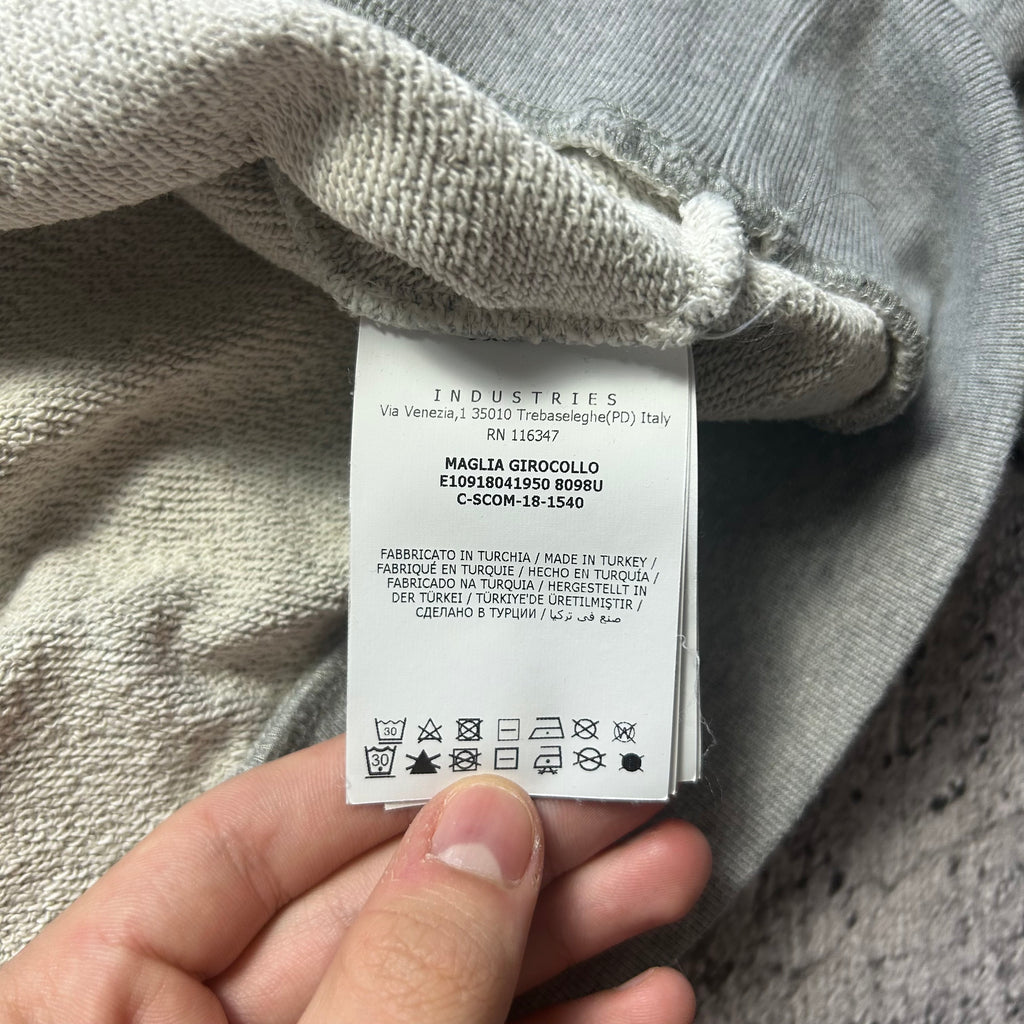 INDUSTRIES
Via Venezia,1 35010 Trebaseleghe(PD) Italy
RN 116347
MAGLIA GIROCOLLO
E10918041950 8098U
C-SCOM-18-1540
FABBRICATO IN TURCHIA / MADE IN TURKEY /
FABRIQUÉ EN TURQUIE / HECHO EN TURQUÍA /
FABRICADO NA TURQUIA / HERGESTELLT IN
DER TÜRKEI / TÜRKIYE'DE ÜRETILMIŞTIR /
СДЕЛАНО В ТУРЦИИ / صنع في تركيا
30
30